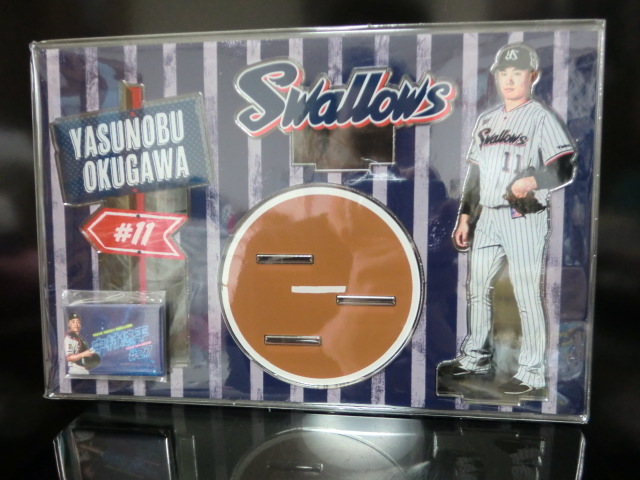 YASUNOBU
OKUGAWA
#11
Swallows
S
Swallows
11